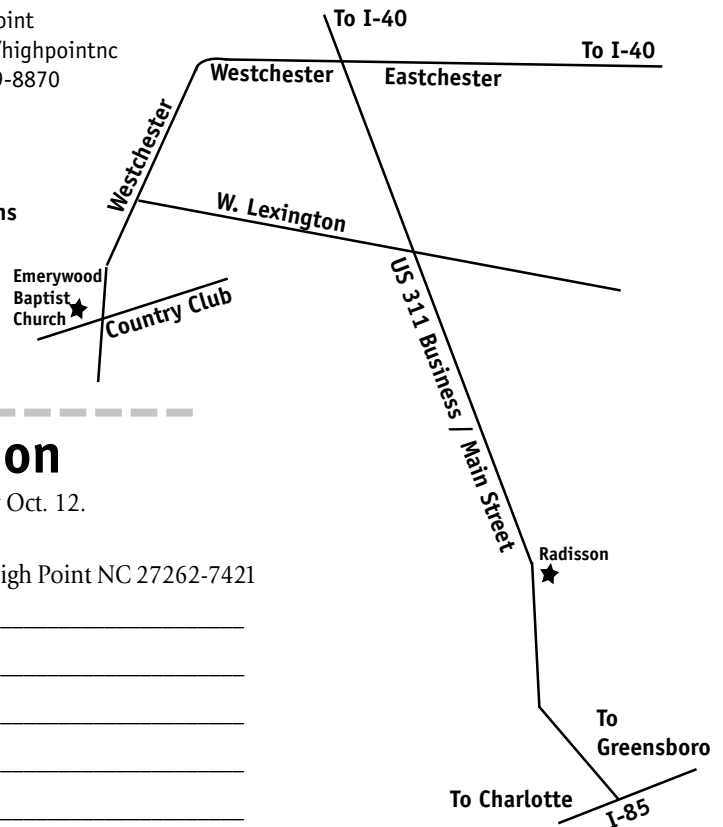 oint
/highpointnc
9-8870
ns
To I-40
To I-40
Westchester
Eastchester
Westchester
W. Lexington
Emerywood
Baptist
Church
Country Club
US 311 Business / Main Street
on
Oct. 12.
igh Point NC 27262-7421
Radisson
To
Greensboro
To Charlotte
I-85